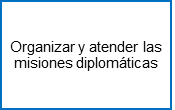 Organizar y atender las
misiones diplomáticas